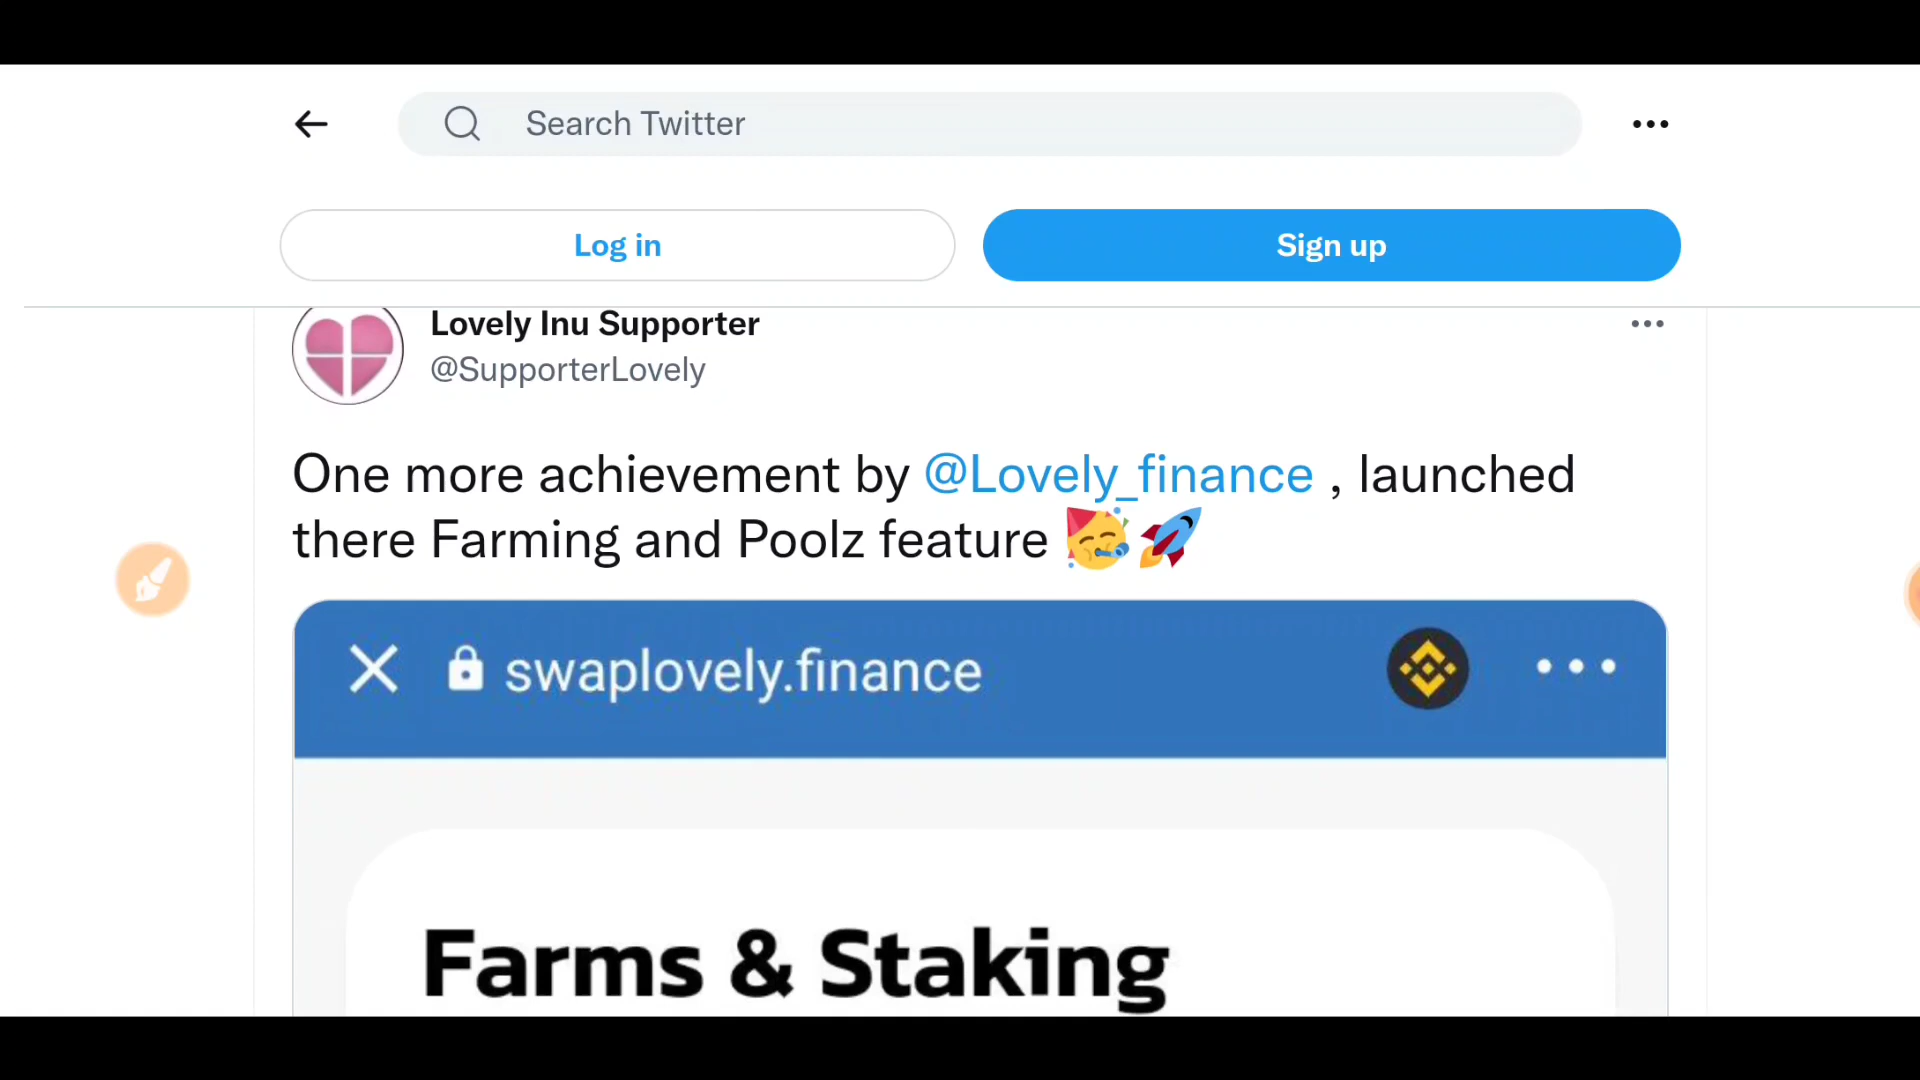 Search Twitter
Log in
Sign up
Lovely Inu Supporter
@SupporterLovely
One more achievement by @Lovely_finance , launched
there Farming and Poolz feature 🥳🚀
swaplovely.finance
Farms & Staking